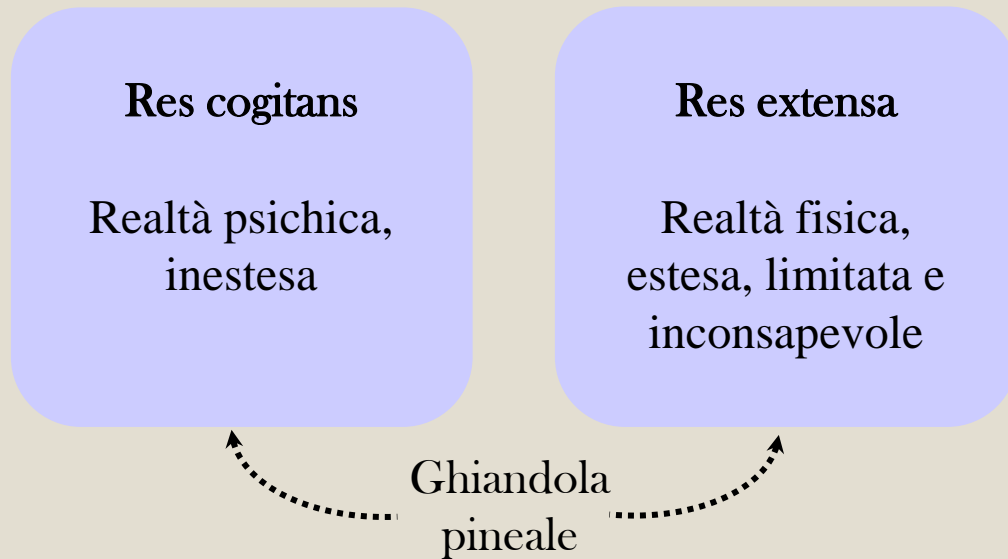 Res cogitans
Realtà psichica,
inestesa
Res extensa
Realtà fisica,
estesa, limitata e
inconsapevole
Ghiandola
pineale